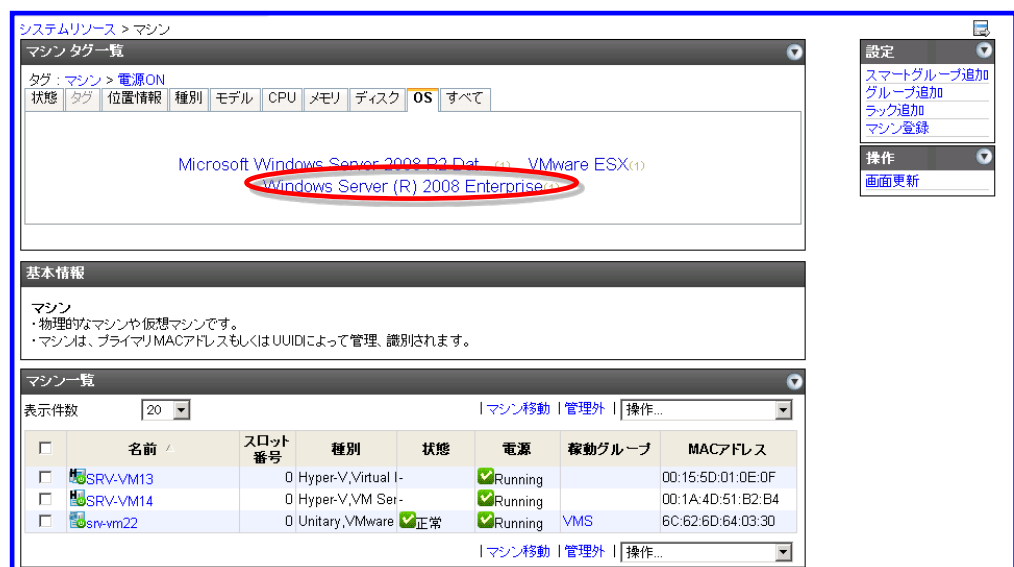 システムリソース > マシン
マシン タグ一覧
タグ : マシン > 電源ON
状態 タグ 位置情報 種別 モデル CPU メモリ ディスク OS すべて
Microsoft Windows Server 2008 R2 Dat... (1) VMware ESX(1)
Windows Server (R) 2008 Enterprise(1)
基本情報
マシン
・物理的なマシンや仮想マシンです。
・マシンは、プライマリMACアドレスもしくはUUIDによって管理、識別されます。
マシン一覧
表示件数 20 | マシン移動 | 管理外 | 操作...
名前 スロット番号 種別 状態 電源 稼動グループ MACアドレス
SRV-VM13 0 Hyper-V,Virtual - Running 00:15:5D:01:0E:0F
SRV-VM14 0 Hyper-V,VM Ser - Running 00:1A:4D:51:B2:B4
srv-vm22 0 Unitary,VMware 正常 Running VMS 6C:62:6D:64:03:30
| マシン移動 | 管理外 | 操作...
設定
スマートグループ追加
グループ追加
ラック追加
マシン登録
操作
画面更新